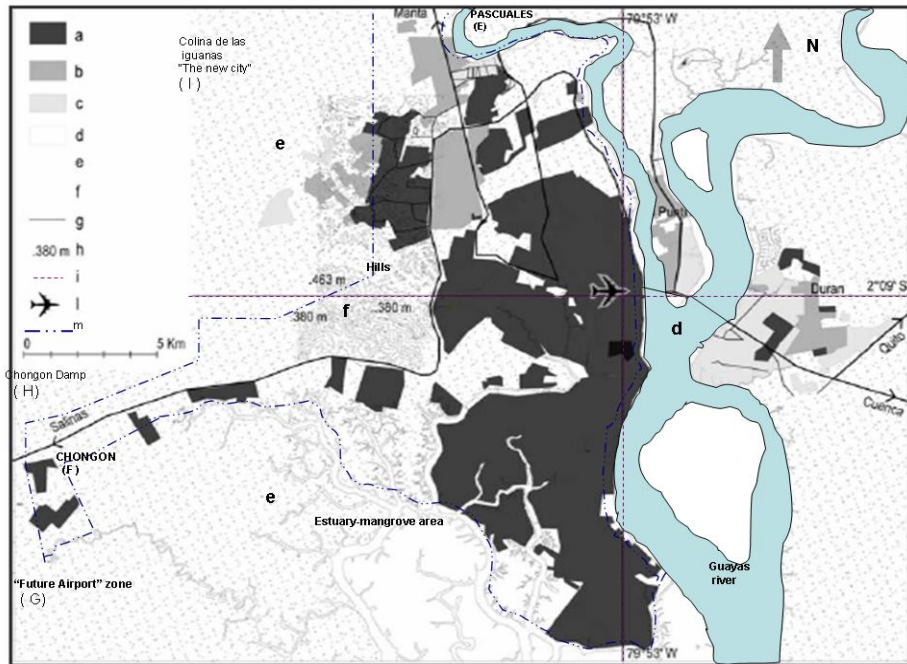 a
b
c
d
e
f
g
.380 m h
i
l
m
0 5 Km
Manta
PASCUALES
(E)
79°53' W
N
Colina de las
iguanas
"The new city"
( I )
e
Hills
.463 m
380 m
..380 m
f
Duran
2°09' S
d
Quito
Cuenca
Chongon Damp
( H )
Salinas
CHONGON
(F)
e
Estuary-mangrove area
"Future Airport" zone
( G)
Guayas
river
79°53' W